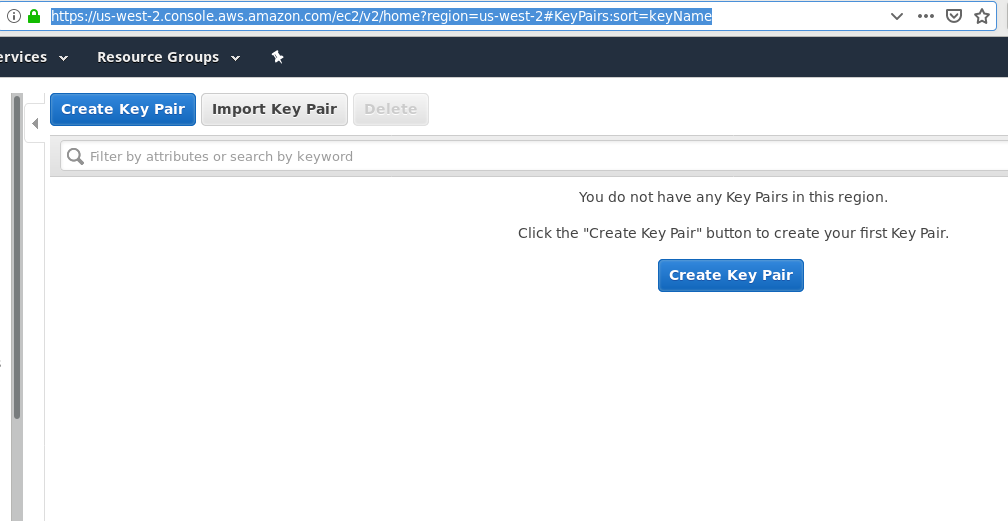 https://us-west-2.console.aws.amazon.com/ec2/v2/home?region=us-west-2#KeyPairs:sort=keyName
ervices Resource Groups
Create Key Pair Import Key Pair Delete
Filter by attributes or search by keyword
You do not have any Key Pairs in this region.
Click the "Create Key Pair" button to create your first Key Pair.
Create Key Pair